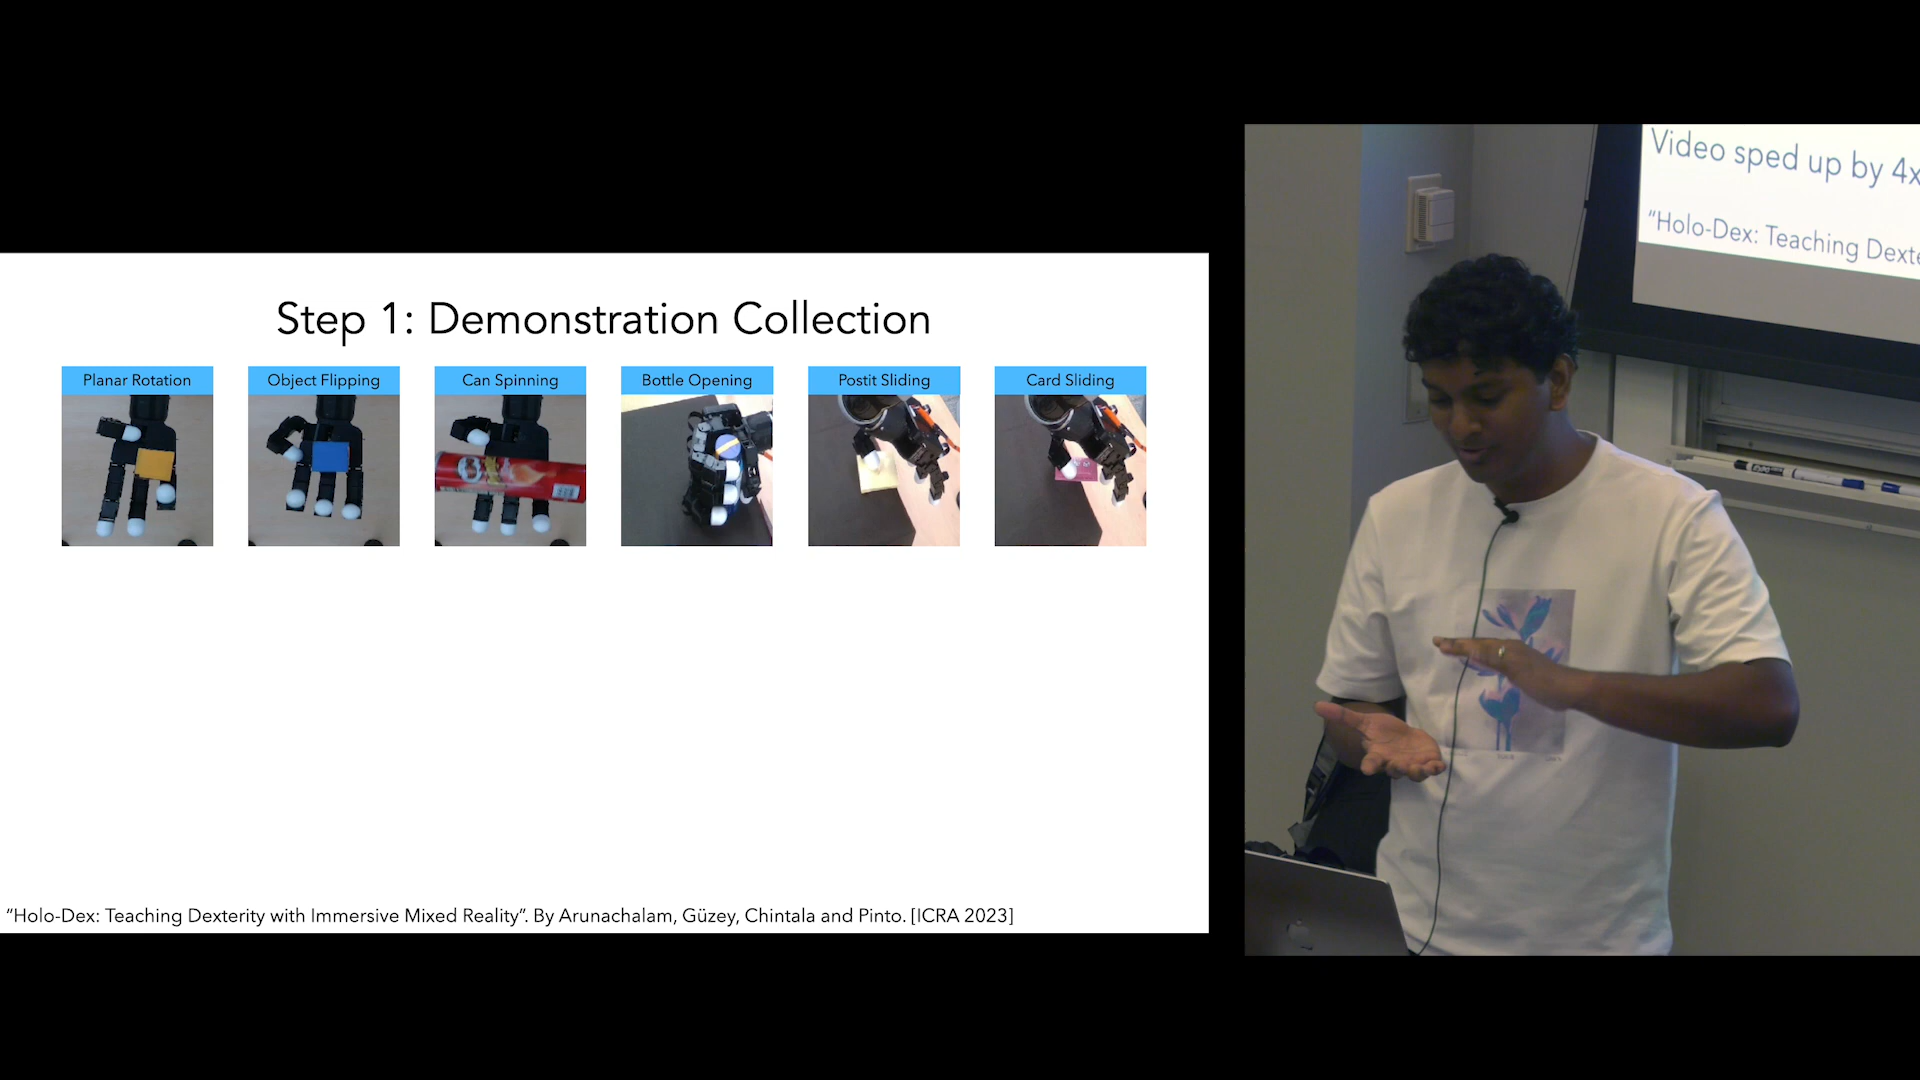 Step 1: Demonstration Collection
Planar Rotation
Object Flipping
Can Spinning
Bottle Opening
Postit Sliding
Card Sliding
"Holo-Dex: Teaching Dexterity with Immersive Mixed Reality". By Arunachalam, Güzey, Chintala and Pinto. [ICRA 2023]
Video sped up by 4x
"Holo-Dex: Teaching Dexte
EXPO